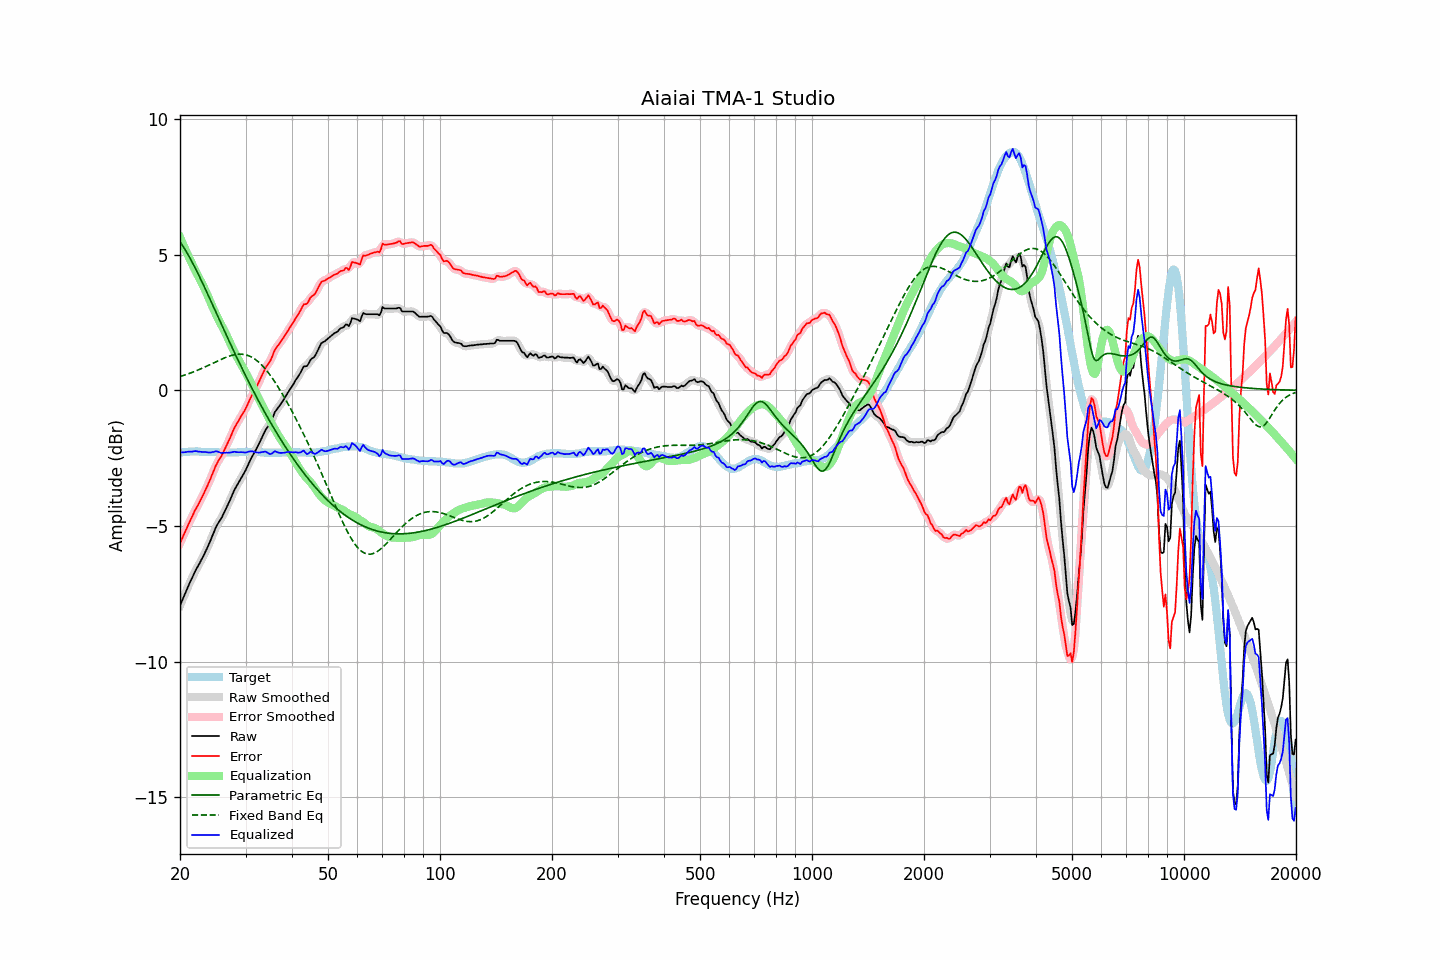 Aiaiai TMA-1 Studio
Amplitude (dBr)
10
5
0
−5
−10
−15
Target
Raw Smoothed
Error Smoothed
Raw
Error
Equalization
Parametric Eq
Fixed Band Eq
Equalized
20 50 100 200 500 1000 2000 5000 10000 20000
Frequency (Hz)